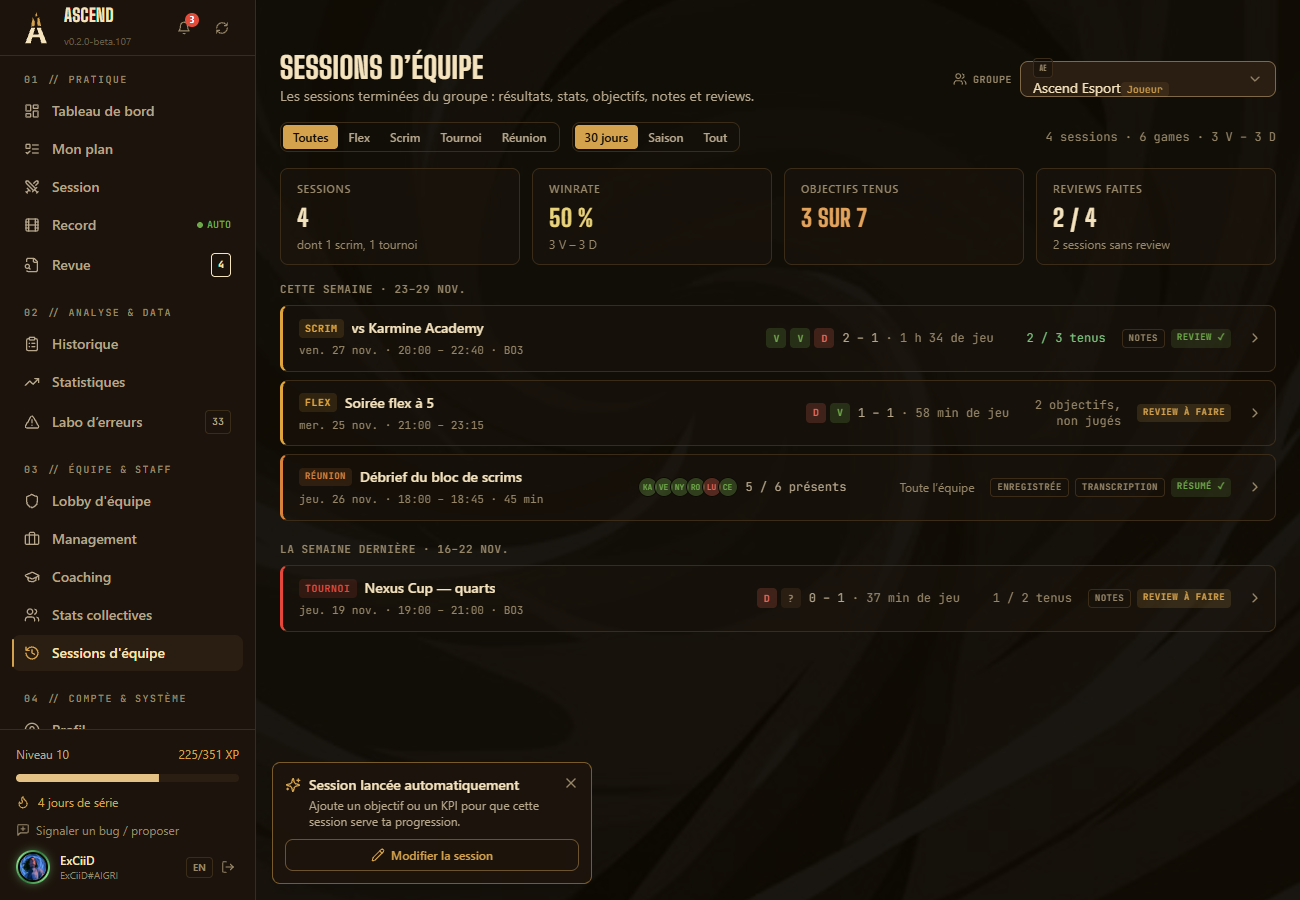 ASCEND
v0.2.0-beta.107
3
01 // PRATIQUE
Tableau de bord
Mon plan
Session
Record
AUTO
Revue
4
02 // ANALYSE & DATA
Historique
Statistiques
Labo d’erreurs
33
03 // ÉQUIPE & STAFF
Lobby d'équipe
Management
Coaching
Stats collectives
Sessions d'équipe
04 // COMPTE & SYSTÈME
Profil
Niveau 10
225/351 XP
4 jours de série
Signaler un bug / proposer
ExCiiD
ExCiiD#AIGRI
EN
SESSIONS D’ÉQUIPE
Les sessions terminées du groupe : résultats, stats, objectifs, notes et reviews.
GROUPE
AE
Ascend Esport Joueur
Toutes Flex Scrim Tournoi Réunion
30 jours Saison Tout
4 sessions · 6 games · 3 V – 3 D
SESSIONS
4
dont 1 scrim, 1 tournoi
WINRATE
50 %
3 V – 3 D
OBJECTIFS TENUS
3 SUR 7
REVIEWS FAITES
2 / 4
2 sessions sans review
CETTE SEMAINE · 23–29 NOV.
SCRIM vs Karmine Academy
ven. 27 nov. · 20:00 – 22:40 · BO3
V V D 2 – 1 · 1 h 34 de jeu
2 / 3 tenus
NOTES
REVIEW ✓
FLEX Soirée flex à 5
mer. 25 nov. · 21:00 – 23:15
D V 1 – 1 · 58 min de jeu
2 objectifs,
non jugés
REVIEW À FAIRE
RÉUNION Débrief du bloc de scrims
jeu. 26 nov. · 18:00 – 18:45 · 45 min
KA VE NY RO LU CE 5 / 6 présents
Toute l’équipe
ENREGISTRÉE
TRANSCRIPTION
RÉSUMÉ ✓
LA SEMAINE DERNIÈRE · 16–22 NOV.
TOURNOI Nexus Cup — quarts
jeu. 19 nov. · 19:00 – 21:00 · BO3
D ? 0 – 1 · 37 min de jeu
1 / 2 tenus
NOTES
REVIEW À FAIRE
Session lancée automatiquement
Ajoute un objectif ou un KPI pour que cette
session serve ta progression.
Modifier la session